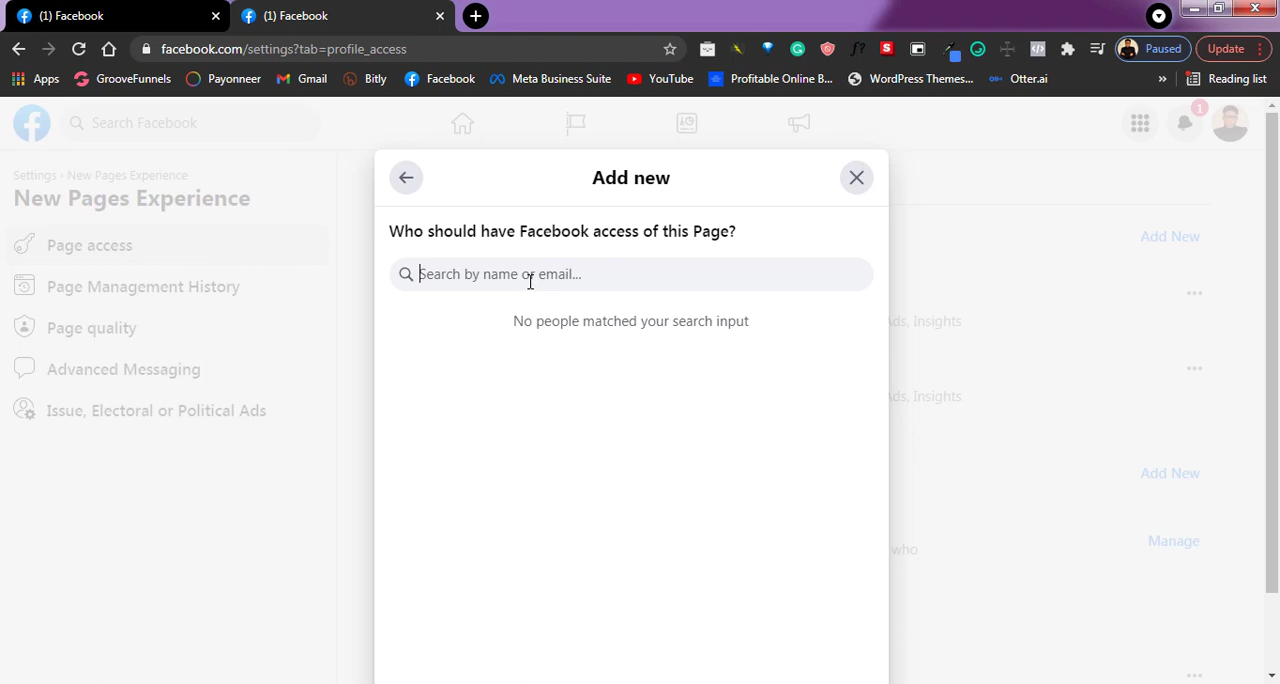 (1) Facebook
(1) Facebook
facebook.com/settings?tab=profile_access
Paused
Update
Apps
GrooveFunnels
Payonneer
Gmail
Bitly
Facebook
Meta Business Suite
YouTube
Profitable Online B...
WordPress Themes...
Otter.ai
»
Reading list
Search Facebook
1
Settings › New Pages Experience
New Pages Experience
Page access
Page Management History
Page quality
Advanced Messaging
Issue, Electoral or Political Ads
Add new
Who should have Facebook access of this Page?
Search by name or email...
No people matched your search input
Add New
Ads, Insights
Ads, Insights
Add New
Manage
who